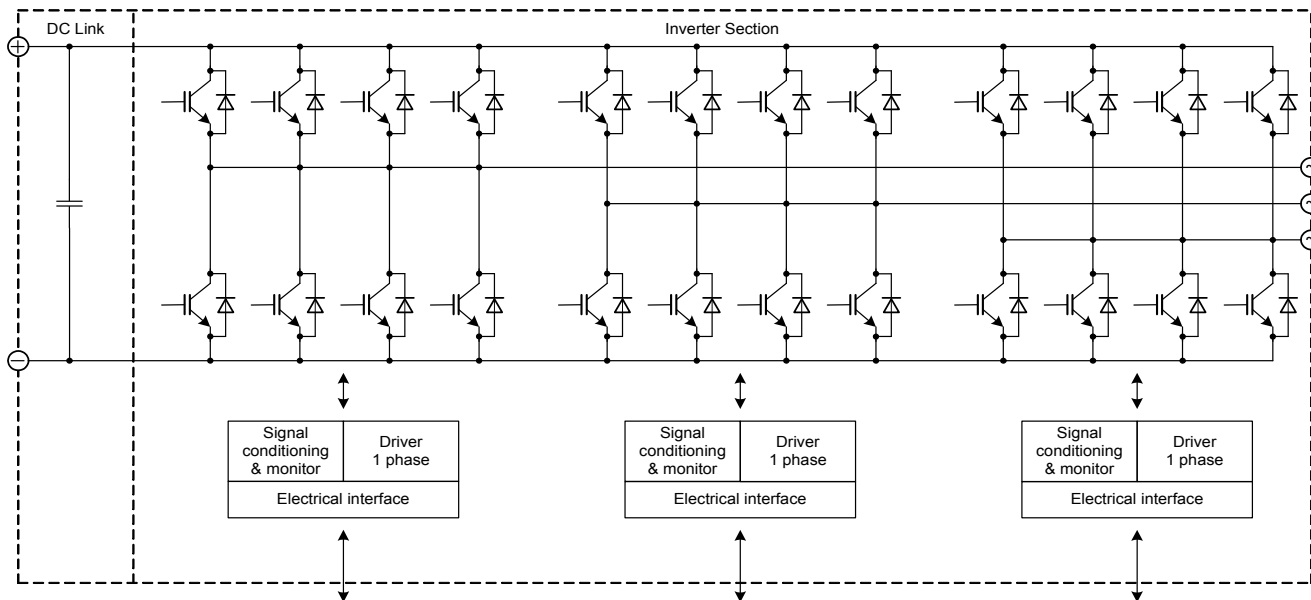 DC Link
Inverter Section
+
−
~
~
~
Signal
conditioning
& monitor
Driver
1 phase
Electrical interface
Signal
conditioning
& monitor
Driver
1 phase
Electrical interface
Signal
conditioning
& monitor
Driver
1 phase
Electrical interface